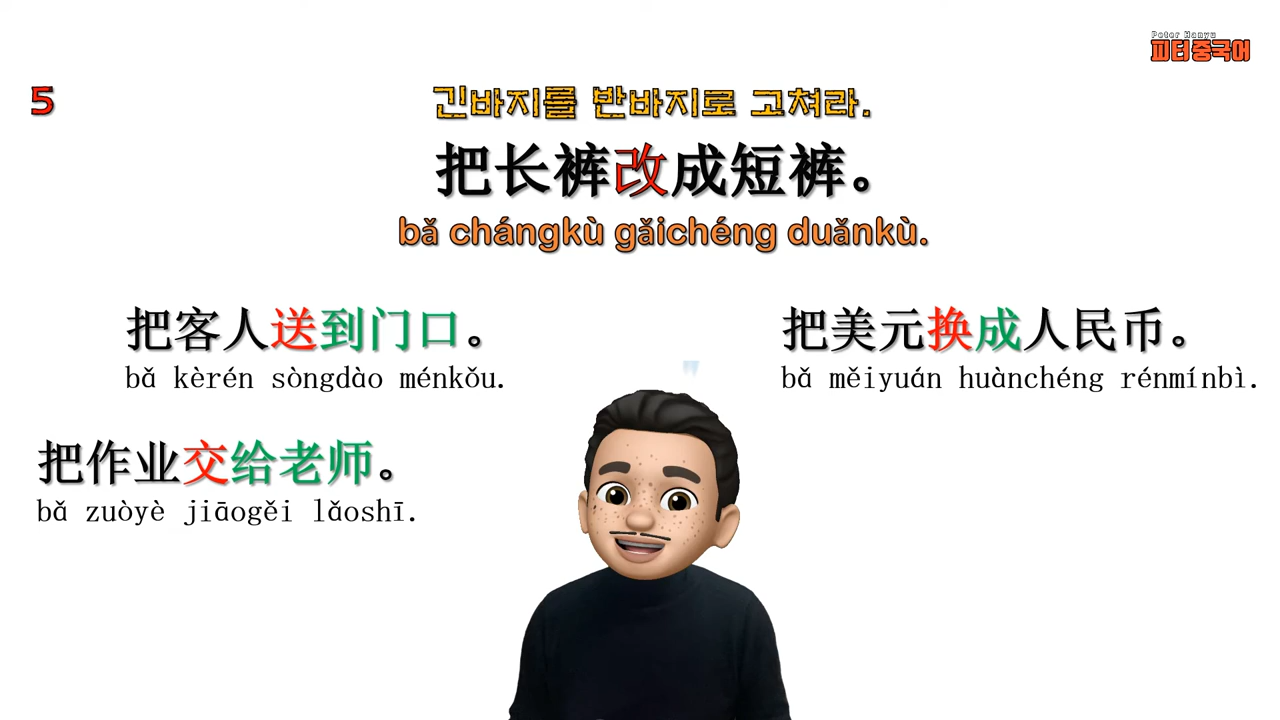 Peter Hanyu
피터중국어
5
긴바지를 반바지로 고쳐라.
把长裤改成短裤。
bǎ chángkù gǎichéng duǎnkù.
把客人送到门口。
bǎ kèrén sòngdào ménkǒu.
把美元换成人民币。
bǎ měiyuán huànchéng rénmínbì.
把作业交给老师。
bǎ zuòyè jiāogěi lǎoshī.